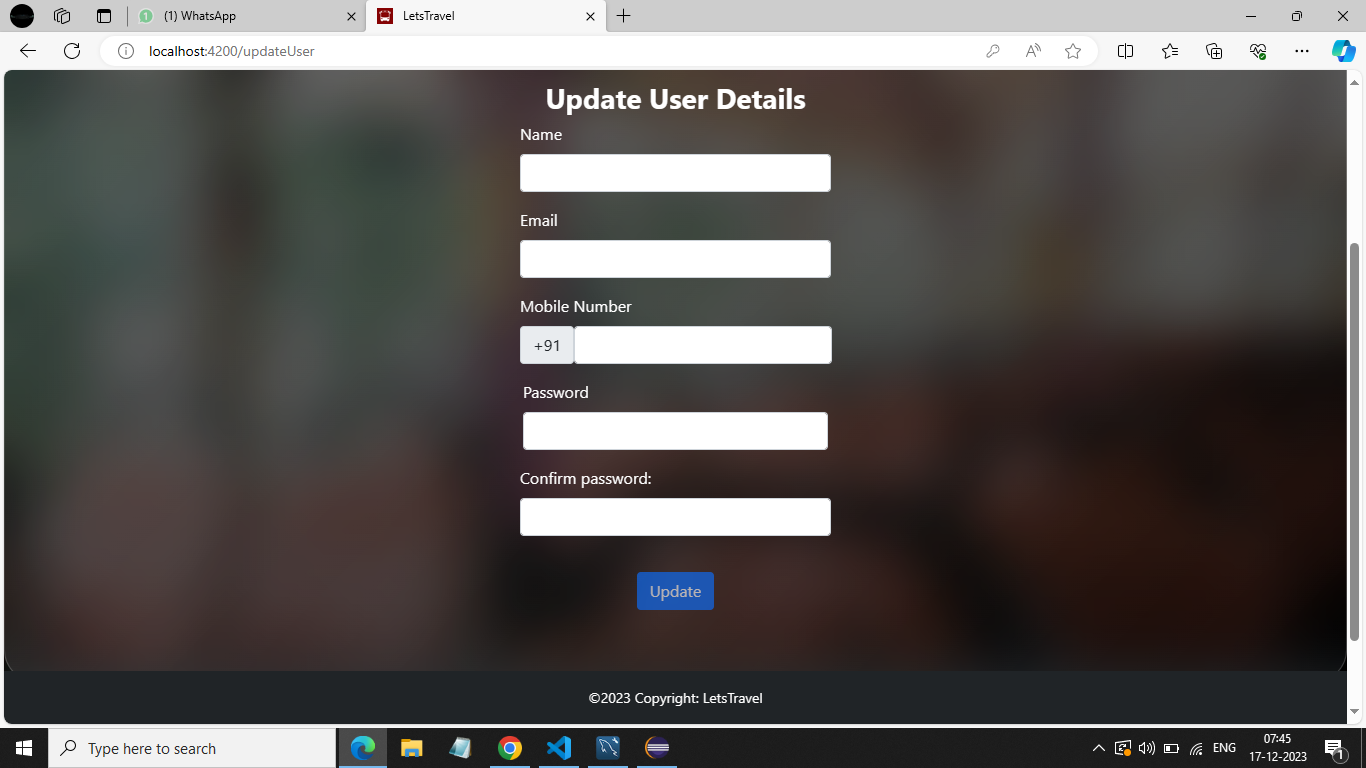 (1) WhatsApp
LetsTravel
localhost:4200/updateUser
Update User Details
Name
Email
Mobile Number
+91
Password
Confirm password:
Update
©2023 Copyright: LetsTravel
Type here to search
ENG
07:45
17-12-2023
1